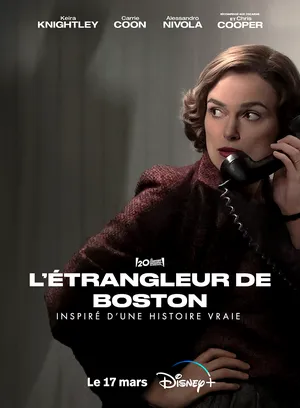 Keira KNIGHTLEY
Carrie COON
Alessandro NIVOLA
ET Chris COOPER
20
L'ÉTRANGLEUR DE
BOSTON
INSPIRÉ D'UNE HISTOIRE VRAIE
Le 17 mars Disney+